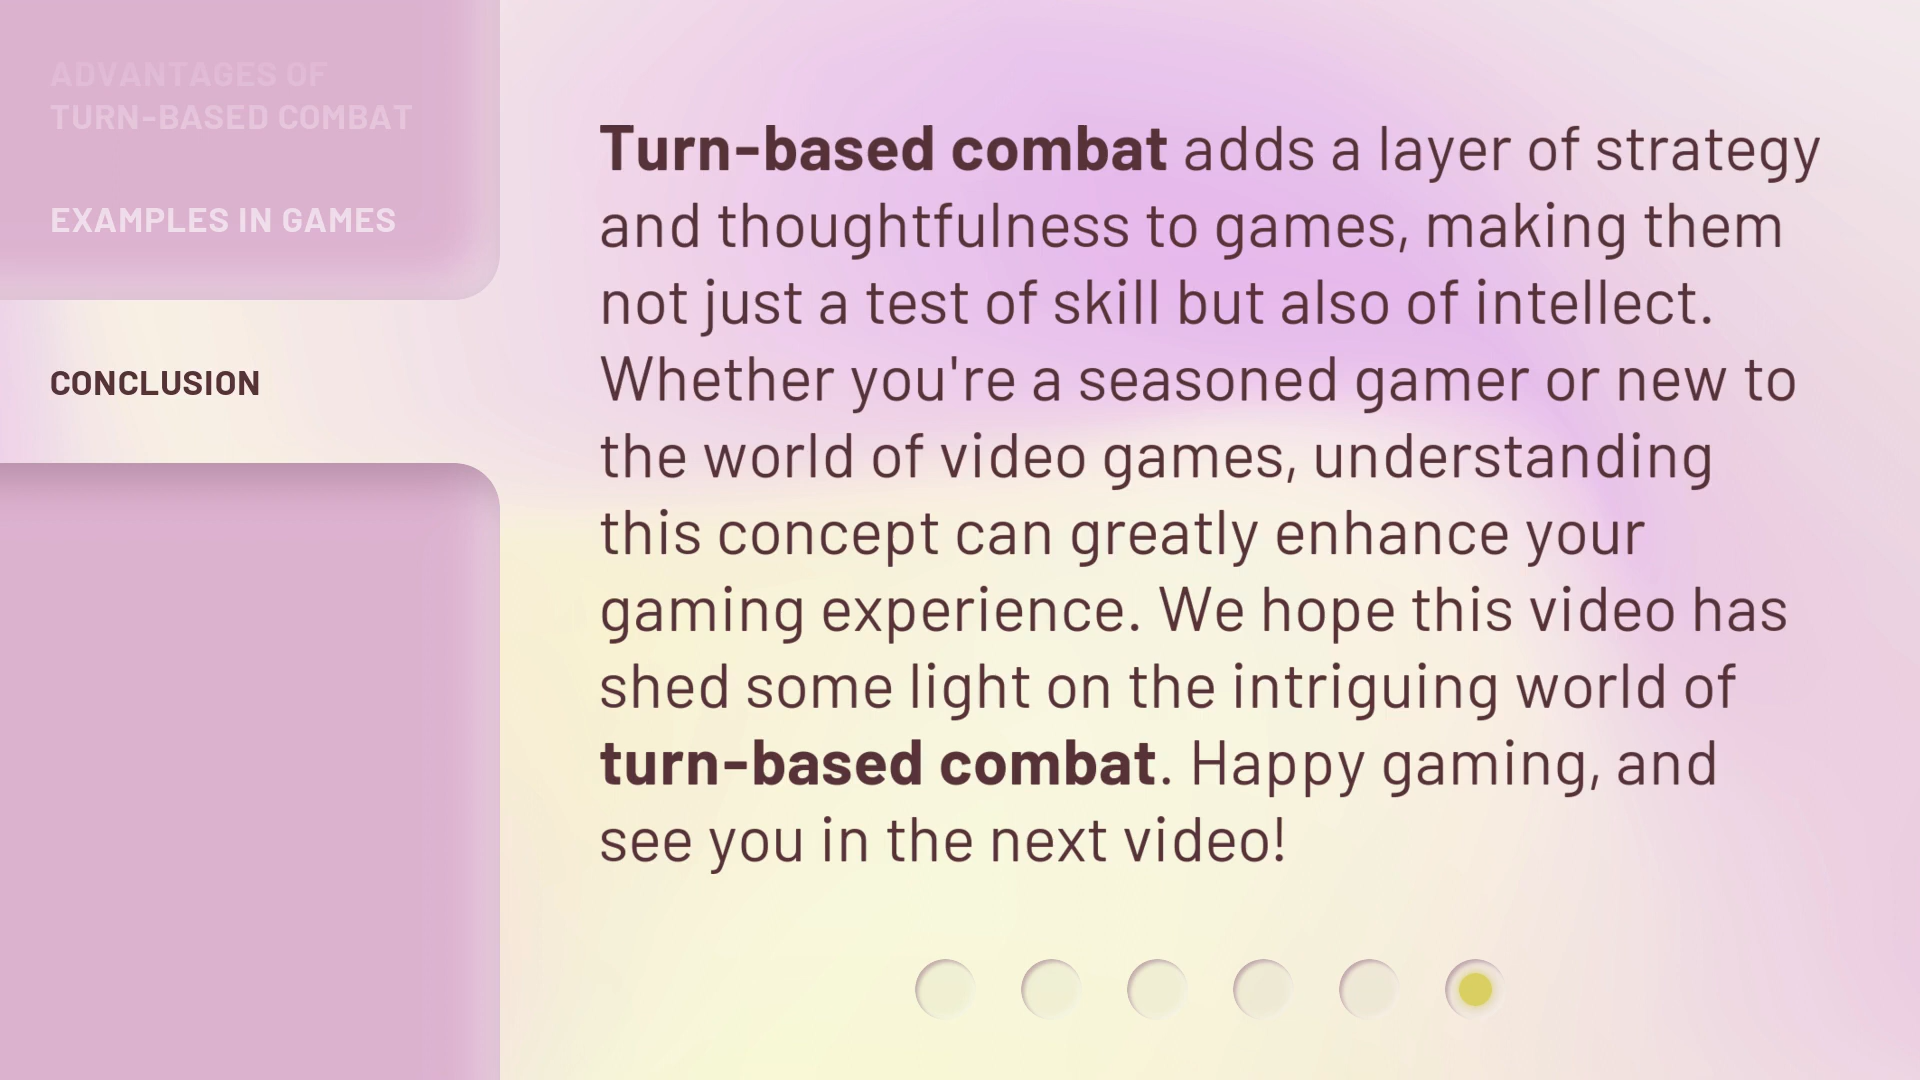 ADVANTAGES OF
TURN-BASED COMBAT
EXAMPLES IN GAMES
CONCLUSION
Turn-based combat adds a layer of strategy
and thoughtfulness to games, making them
not just a test of skill but also of intellect.
Whether you're a seasoned gamer or new to
the world of video games, understanding
this concept can greatly enhance your
gaming experience. We hope this video has
shed some light on the intriguing world of
turn-based combat. Happy gaming, and
see you in the next video!